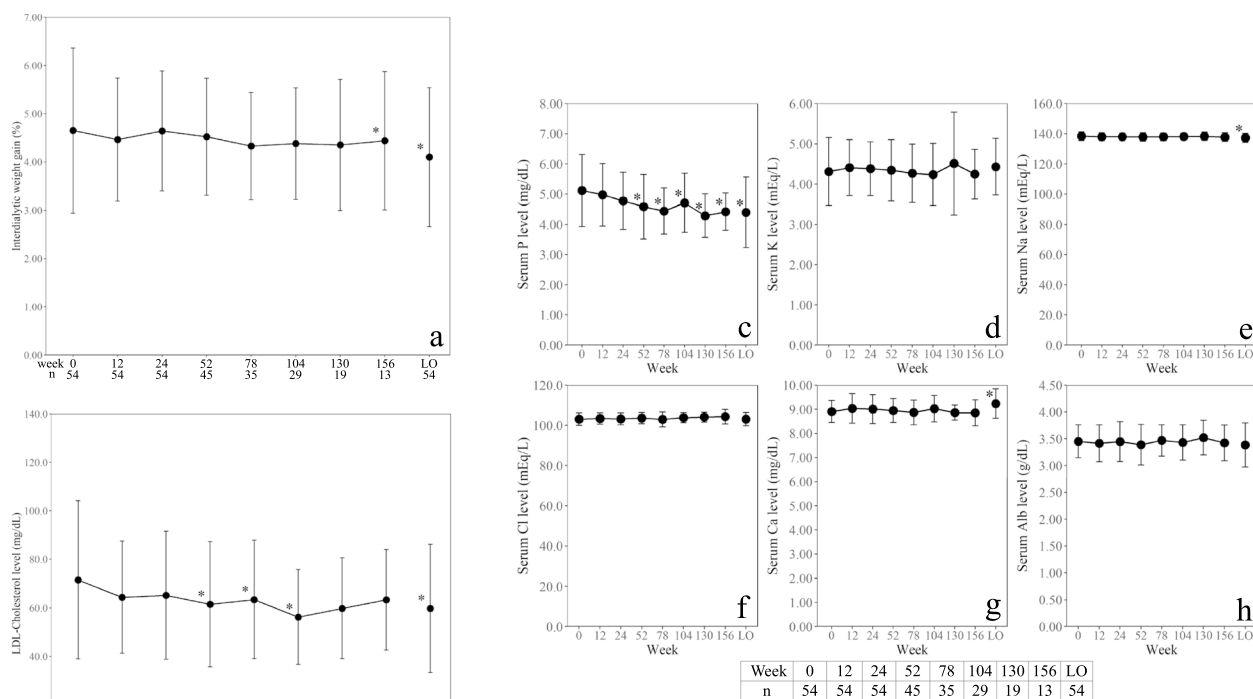 7.00
6.00
5.00
4.00
3.00
2.00
1.00
0.00
Interdialytic weight gain (%)
*
*
a
week 0 12 24 52 78 104 130 156 LO
n 54 54 54 45 35 29 19 13 54
140.0
120.0
100.0
80.0
60.0
40.0
LDL-Cholesterol level (mg/dL)
* * * *
8.00
7.00
6.00
5.00
4.00
3.00
2.00
1.00
0.00
Serum P level (mg/dL)
* * * * * *
c
0 12 24 52 78 104 130 156 LO
Week
6.00
5.00
4.00
3.00
2.00
1.00
0.00
Serum K level (mEq/L)
d
0 12 24 52 78 104 130 156 LO
Week
160.0
140.0
120.0
100.0
80.0
60.0
40.0
20.0
0.0
Serum Na level (mEq/L)
*
e
0 12 24 52 78 104 130 156 LO
Week
120.0
100.0
80.0
60.0
40.0
20.0
0.00
Serum Cl level (mEq/L)
f
0 12 24 52 78 104 130 156 LO
Week
10.00
9.00
8.00
7.00
6.00
5.00
4.00
3.00
2.00
1.00
0.00
Serum Ca level (mg/dL)
*
g
0 12 24 52 78 104 130 156 LO
Week
4.50
4.00
3.50
3.00
2.50
2.00
1.50
1.00
0.50
0.00
Serum Alb level (g/dL)
h
0 12 24 52 78 104 130 156 LO
Week
Week 0 12 24 52 78 104 130 156 LO
n 54 54 54 45 35 29 19 13 54